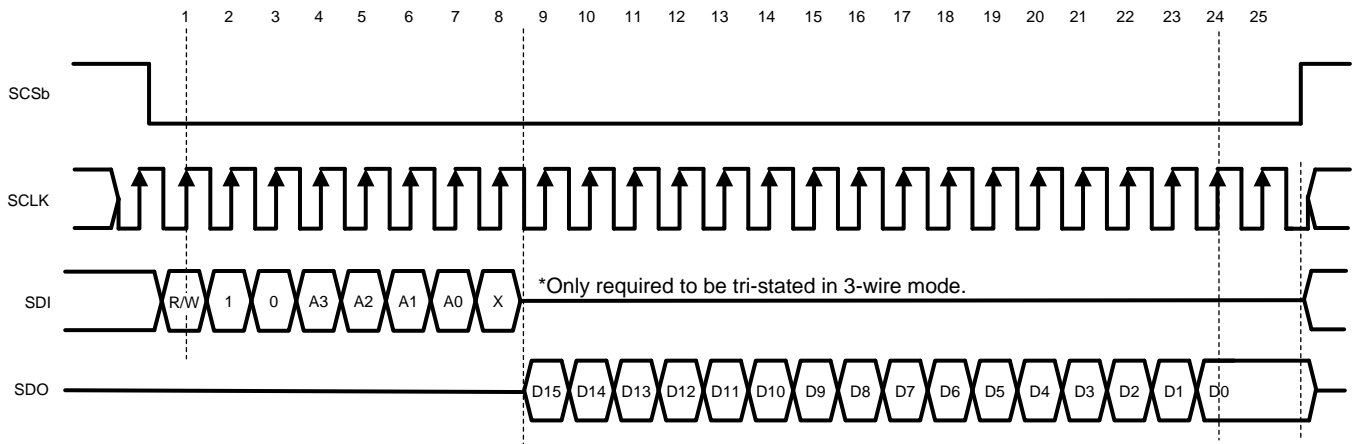 1 2 3 4 5 6 7 8 9 10 11 12 13 14 15 16 17 18 19 20 21 22 23 24 25
SCSb
SCLK
SDI R/W 1 0 A3 A2 A1 A0 X *Only required to be tri-stated in 3-wire mode.
SDO D15 D14 D13 D12 D11 D10 D9 D8 D7 D6 D5 D4 D3 D2 D1 D0